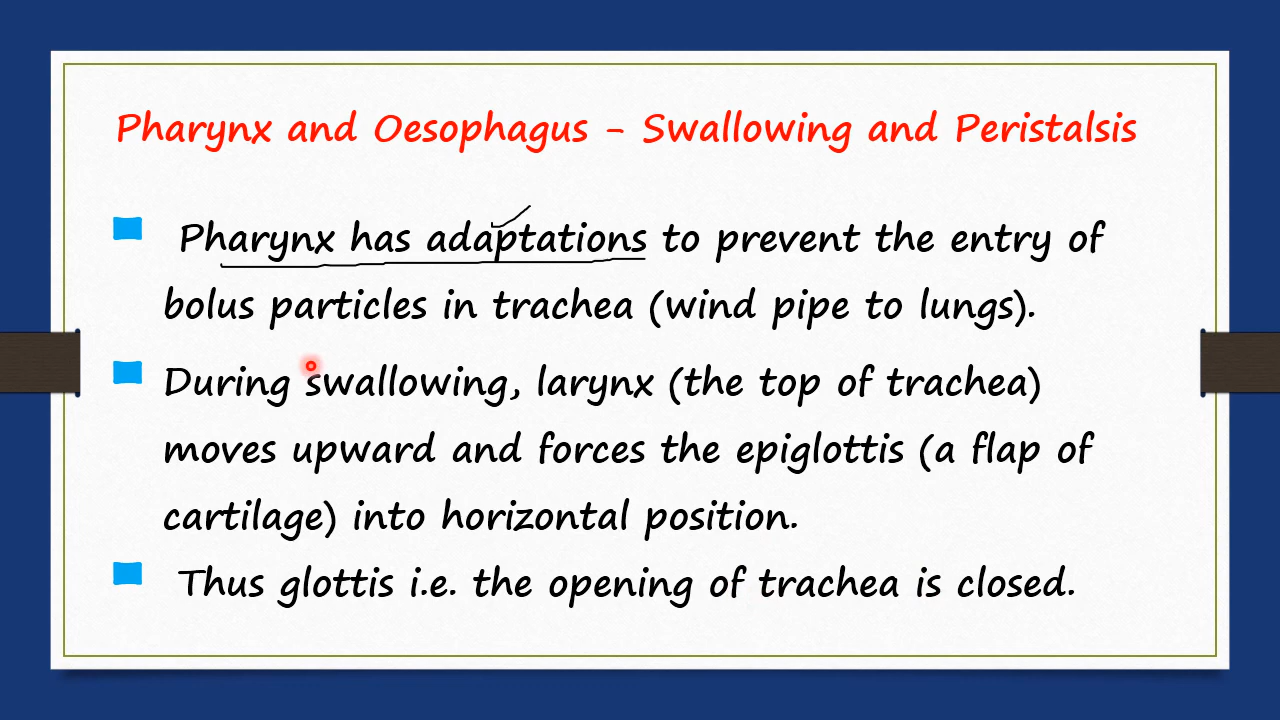 Pharynx and Oesophagus - Swallowing and Peristalsis
Pharynx has adaptations to prevent the entry of
bolus particles in trachea (wind pipe to lungs).
During swallowing, larynx (the top of trachea)
moves upward and forces the epiglottis (a flap of
cartilage) into horizontal position.
Thus glottis i.e. the opening of trachea is closed.